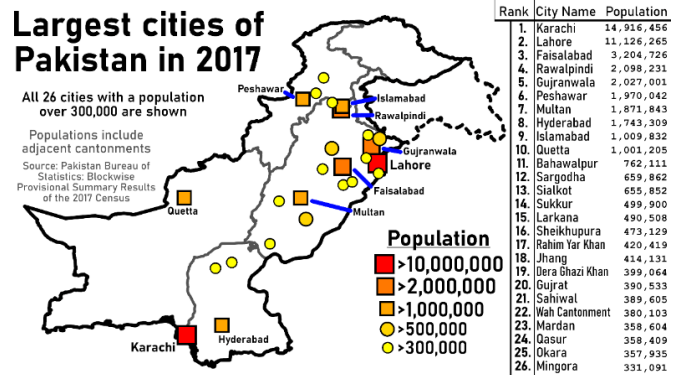 Largest cities of
Pakistan in 2017
All 26 cities with a population
over 300,000 are shown
Populations include
adjacent cantonments
Source: Pakistan Bureau of
Statistics: Blockwise
Provisional Summary Results
of the 2017 Census
Peshawar
Islamabad
Rawalpindi
Gujranwala
Lahore
Faisalabad
Multan
Quetta
Karachi
Hyderabad
Population
>10,000,000
>2,000,000
>1,000,000
>500,000
>300,000
Rank City Name Population
1. Karachi 14,916,456
2. Lahore 11,126,265
3. Faisalabad 3,204,726
4. Rawalpindi 2,098,231
5. Gujranwala 2,027,001
6. Peshawar 1,970,042
7. Multan 1,871,843
8. Hyderabad 1,743,309
9. Islamabad 1,009,832
10. Quetta 1,001,205
11. Bahawalpur 762,111
12. Sargodha 659,862
13. Sialkot 655,852
14. Sukkur 499,900
15. Larkana 490,508
16. Sheikhupura 473,129
17. Rahim Yar Khan 420,419
18. Jhang 414,131
19. Dera Ghazi Khan 399,064
20. Gujrat 390,533
21. Sahiwal 389,605
22. Wah Cantonment 380,103
23. Mardan 358,604
24. Qasur 358,409
25. Okara 357,935
26. Mingora 331,091